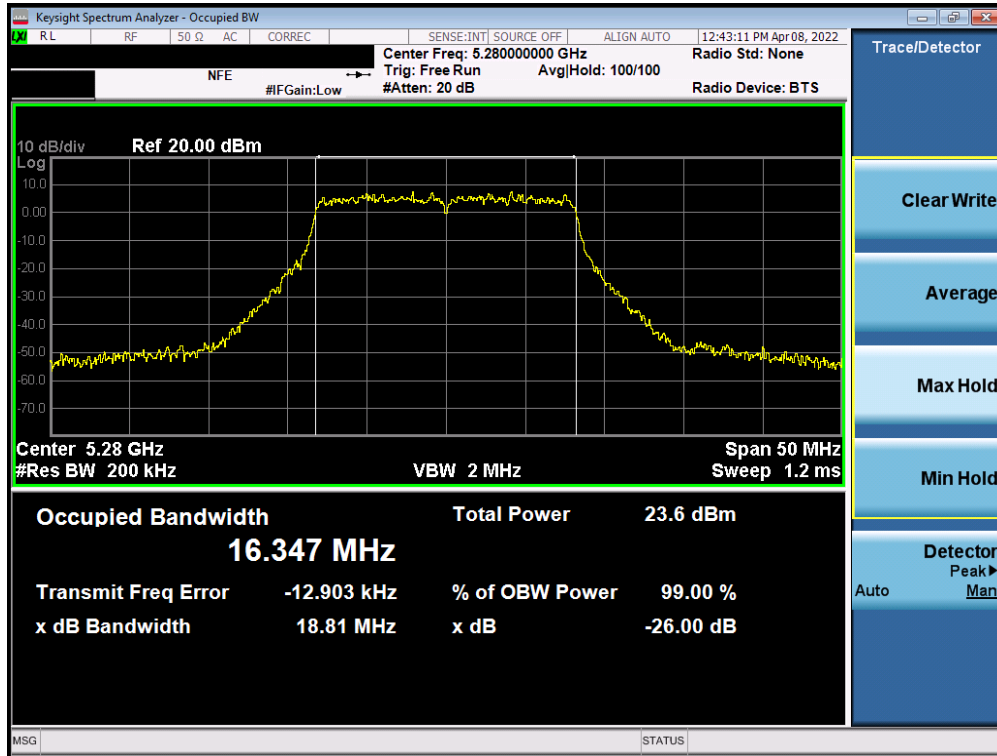 Keysight Spectrum Analyzer - Occupied BW
LXI RL RF 50 Ω AC CORREC SENSE:INT SOURCE OFF ALIGN AUTO 12:43:11 PM Apr 08, 2022
Center Freq: 5.280000000 GHz Radio Std: None
NFE Trig: Free Run Avg|Hold: 100/100
#IFGain:Low #Atten: 20 dB Radio Device: BTS
10 dB/div Ref 20.00 dBm
Log
10.0
0.00
-10.0
-20.0
-30.0
-40.0
-50.0
-60.0
-70.0
Center 5.28 GHz Span 50 MHz
#Res BW 200 kHz VBW 2 MHz Sweep 1.2 ms
Occupied Bandwidth Total Power 23.6 dBm
16.347 MHz
Transmit Freq Error -12.903 kHz % of OBW Power 99.00 %
x dB Bandwidth 18.81 MHz x dB -26.00 dB
MSG STATUS
Trace/Detector
Clear Write
Average
Max Hold
Min Hold
Detector
Peak▶
Auto Man